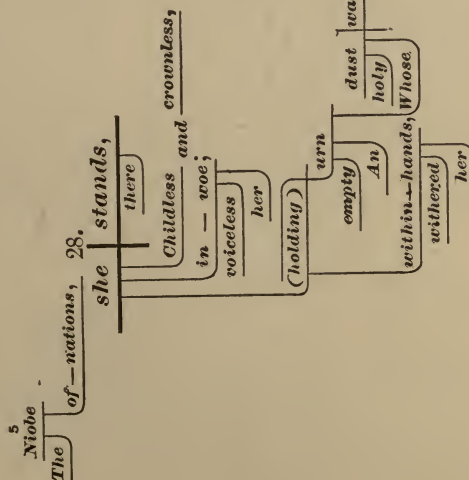 5
Niobe
The
of—nations,
28.
she stands,
there
Childless and crownless,
in — woe;
voiceless
her
(holding)
urn
empty
An
dust wa
holy
Whose
within—hands,
withered
her